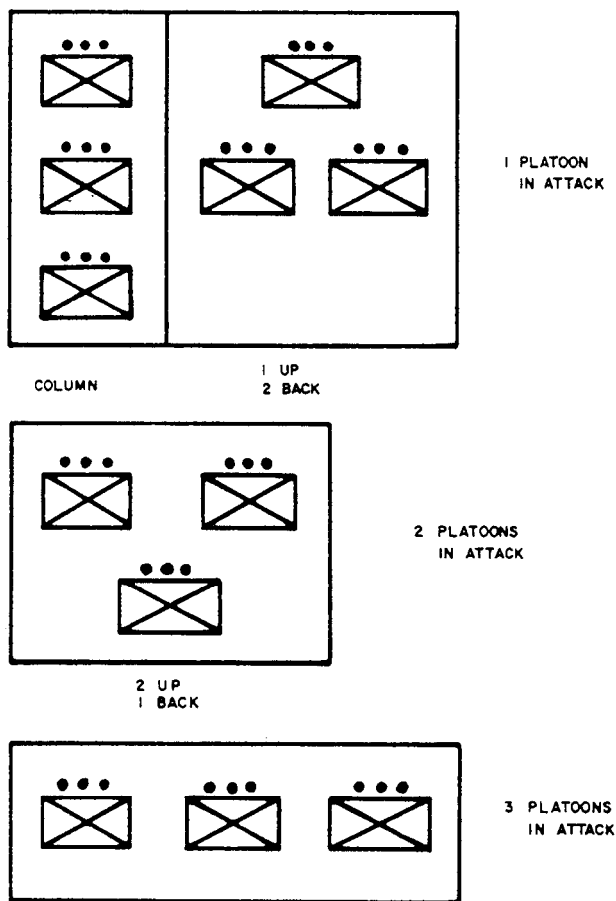 1 PLATOON
IN ATTACK
COLUMN
1 UP
2 BACK
2 PLATOONS
IN ATTACK
2 UP
1 BACK
3 PLATOONS
IN ATTACK